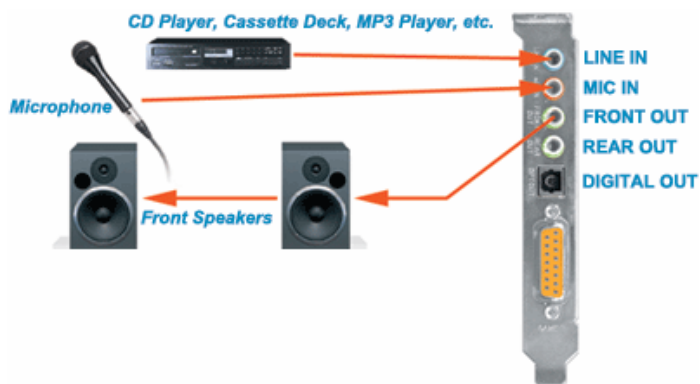 CD Player, Cassette Deck, MP3 Player, etc.
LINE IN
MIC IN
Microphone
FRONT OUT
REAR OUT
DIGITAL OUT
Front Speakers